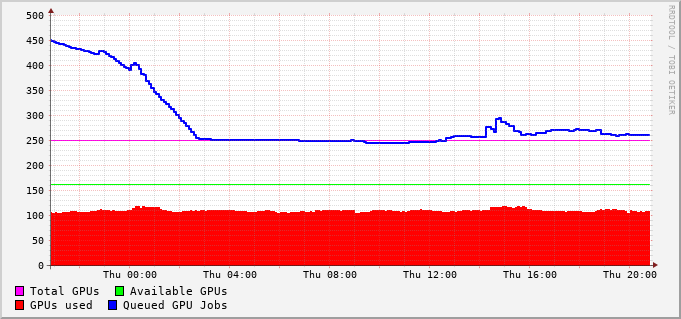 500
450
400
350
300
250
200
150
100
50
0
Thu 00:00 Thu 04:00 Thu 08:00 Thu 12:00 Thu 16:00 Thu 20:00
Total GPUs Available GPUs
GPUs used Queued GPU Jobs
RRDTOOL / TOBI OETIKER